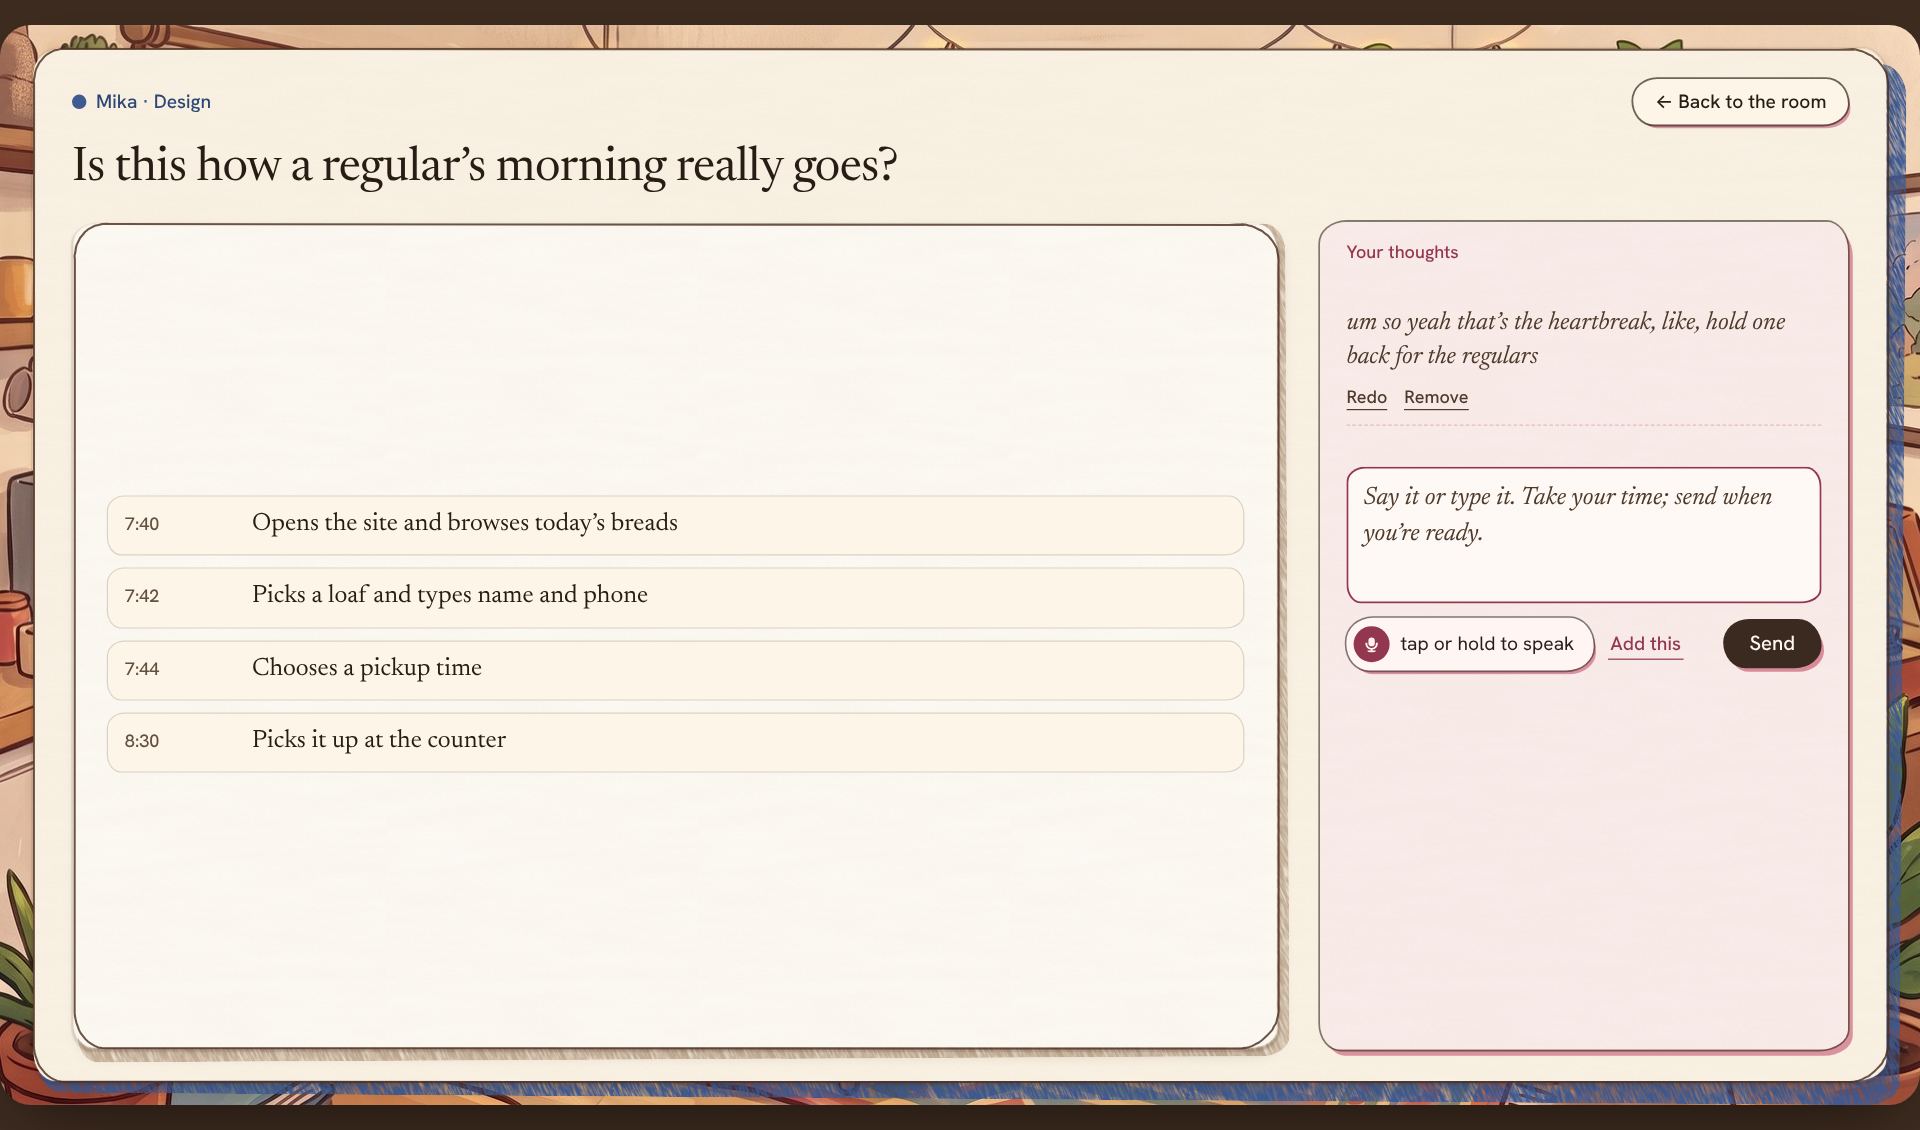 Mika · Design
← Back to the room
Is this how a regular’s morning really goes?
7:40 Opens the site and browses today’s breads
7:42 Picks a loaf and types name and phone
7:44 Chooses a pickup time
8:30 Picks it up at the counter
Your thoughts
um so yeah that’s the heartbreak, like, hold one
back for the regulars
Redo Remove
Say it or type it. Take your time; send when
you’re ready.
tap or hold to speak Add this Send